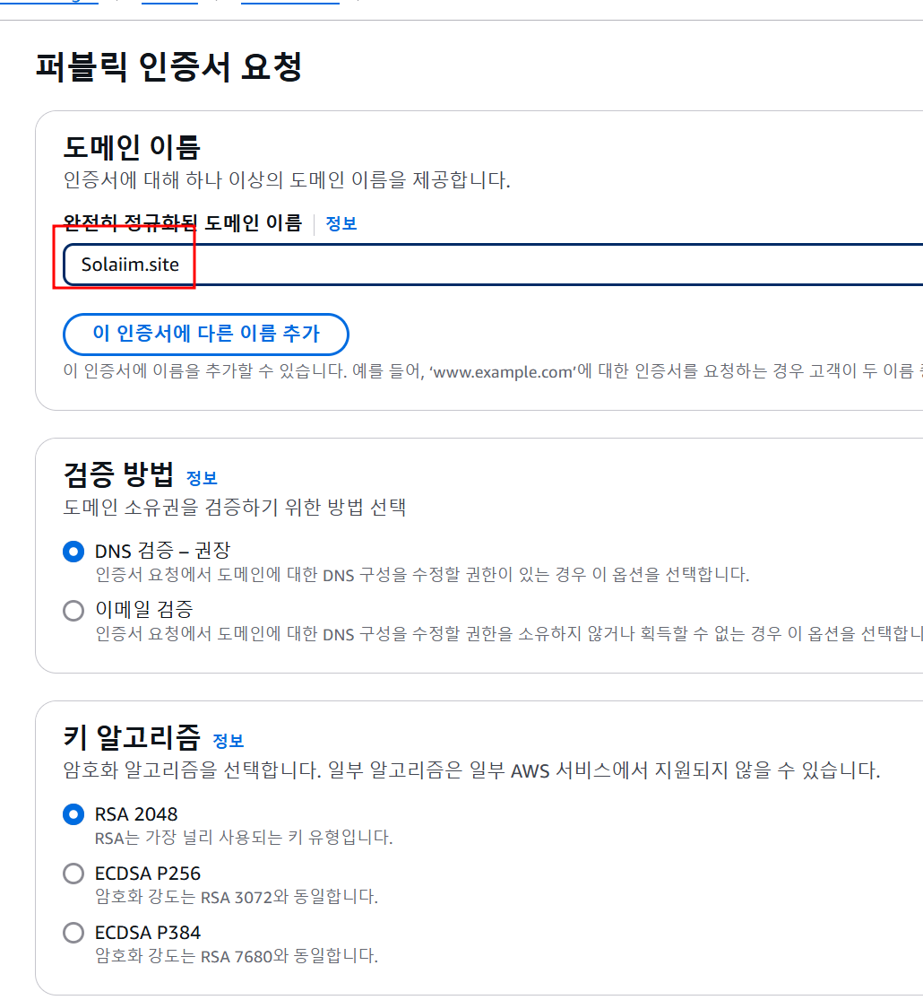 퍼블릭 인증서 요청
도메인 이름
인증서에 대해 하나 이상의 도메인 이름을 제공합니다.
완전히 정규화된 도메인 이름 정보
Solaiim.site
이 인증서에 다른 이름 추가
이 인증서에 이름을 추가할 수 있습니다. 예를 들어, ‘www.example.com’에 대한 인증서를 요청하는 경우 고객이 두 이름
검증 방법 정보
도메인 소유권을 검증하기 위한 방법 선택
DNS 검증 – 권장
인증서 요청에서 도메인에 대한 DNS 구성을 수정할 권한이 있는 경우 이 옵션을 선택합니다.
이메일 검증
인증서 요청에서 도메인에 대한 DNS 구성을 수정할 권한을 소유하지 않거나 획득할 수 없는 경우 이 옵션을
키 알고리즘 정보
암호화 알고리즘을 선택합니다. 일부 알고리즘은 일부 AWS 서비스에서 지원되지 않을 수 있습니다.
RSA 2048
RSA는 가장 널리 사용되는 키 유형입니다.
ECDSA P256
암호화 강도는 RSA 3072와 동일합니다.
ECDSA P384
암호화 강도는 RSA 7680와 동일합니다.